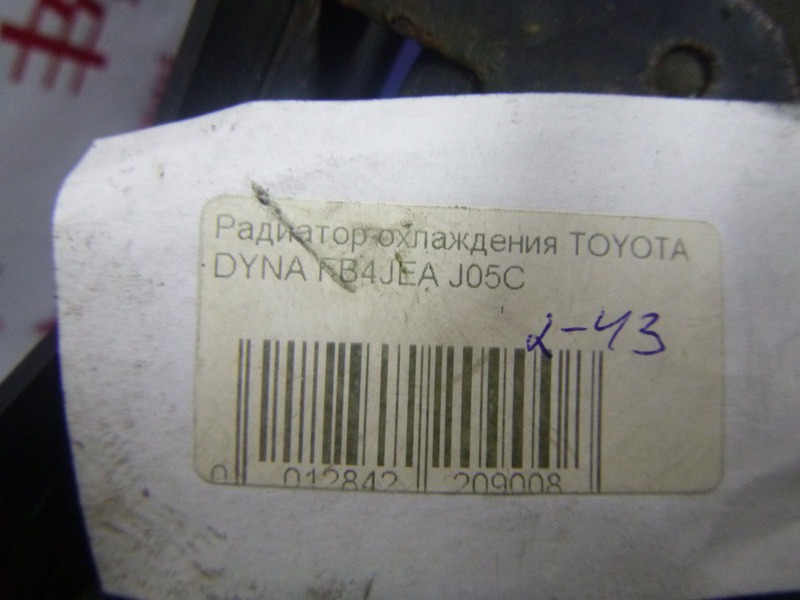 Радиатор охлаждения TOYOTA
DYNA FB4JEA J05C
2-43
0 012842 209008